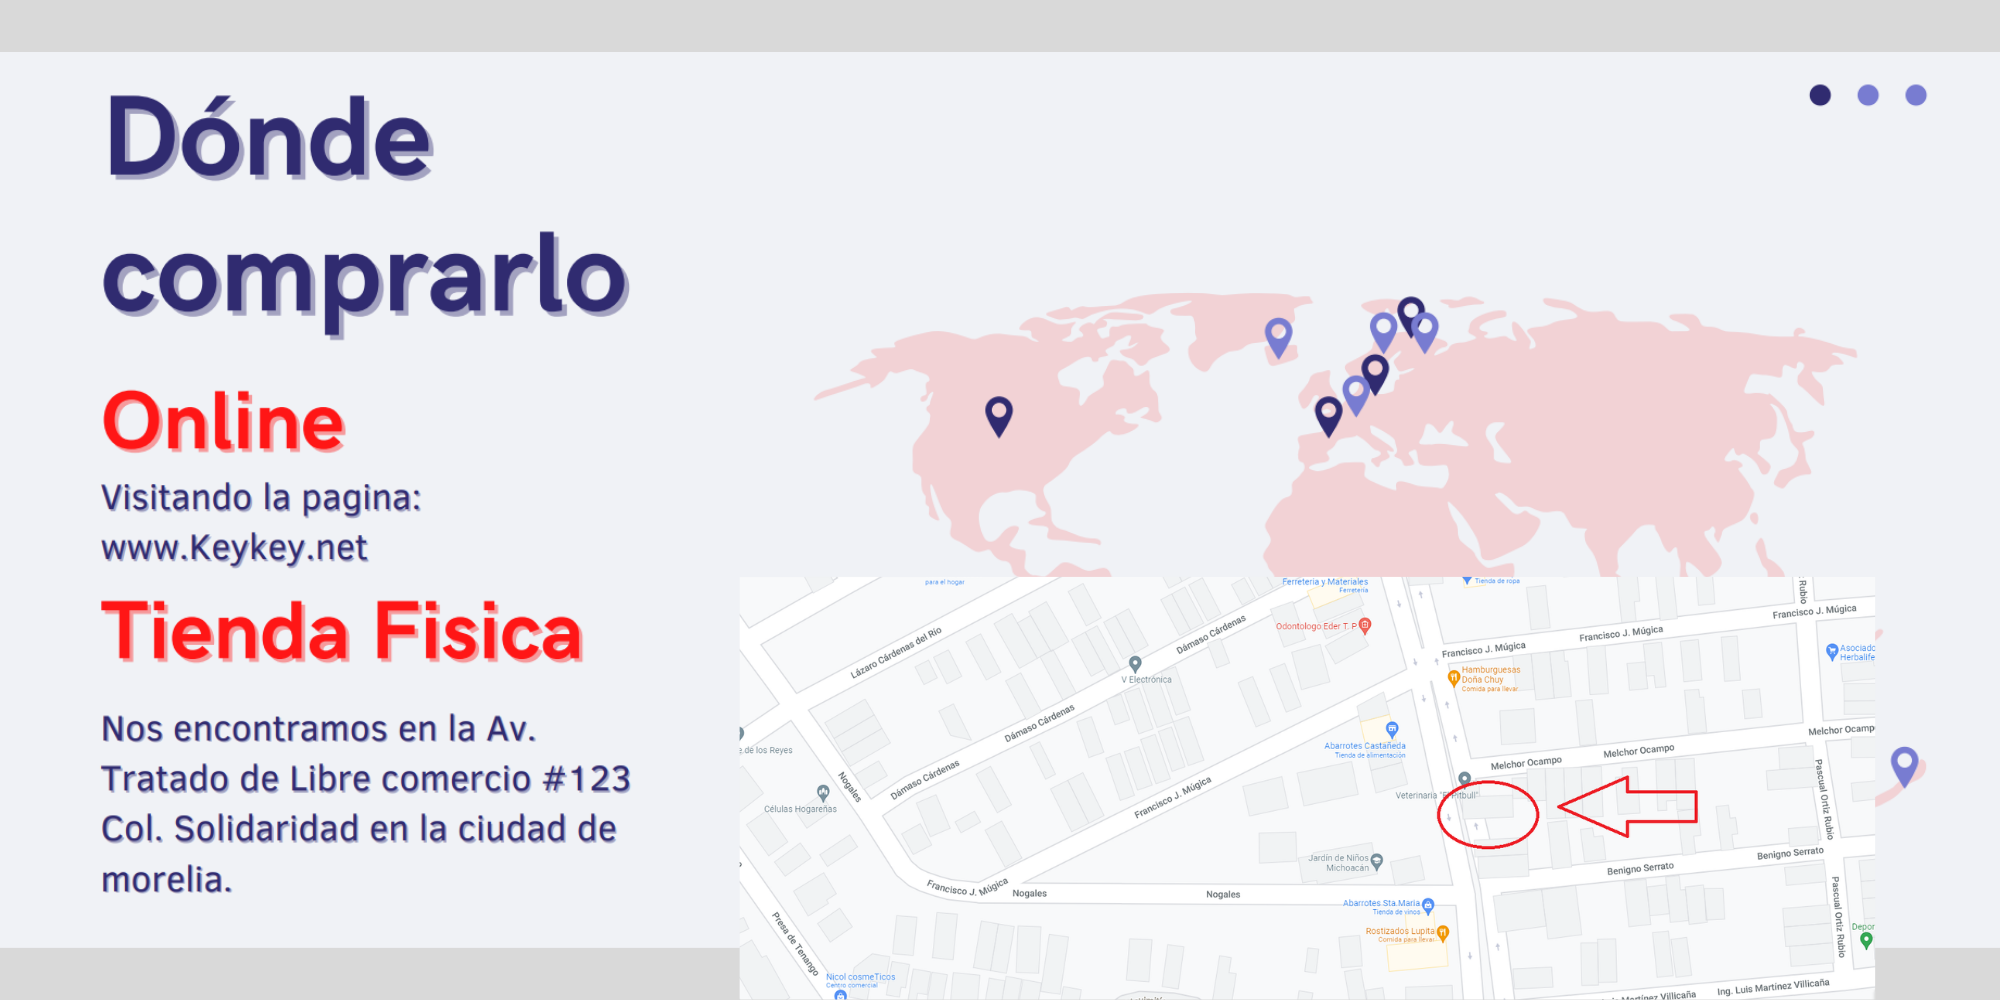 Dónde
comprarlo
Online
Visitando la pagina:
www.Keykey.net
Tienda Fisica
Nos encontramos en la Av.
Tratado de Libre comercio #123
Col. Solidaridad en la ciudad de
morelia.
para el hogar
Ferretería y Materiales
Ferretería
Tienda de ropa
Rubio
Francisco J. Múgica
Francisco J. Múgica
Francisco J. Múgica
Odontologo Eder T. P.
Lázaro Cárdenas del Río
Dámaso Cárdenas
V Electrónica
Hamburguesas
Doña Chuy
Comida para llevar
Asociado
Herbalife
Dámaso Cárdenas
Abarrotes Castañeda
Tienda de alimentación
Melchor Ocampo
Melchor Ocampo
Melchor Ocamp
e de los Reyes
Nogales
Dámaso Cárdenas
Células Hogareñas
Francisco J. Múgica
Veterinaria "El Pitbull"
Pascual Ortiz Rubio
Jardín de Niños
Michoacán
Benigno Serrato
Benigno Serrato
Francisco J. Múgica
Nogales
Nogales
Abarrotes Sta.Maria
Tienda de vinos
Rostizados Lupita
Comida para llevar
Pascual Ortiz Rubio
Depor
Presa de Tenango
Nicol cosmeTicos
Centro comercial
Luis Martínez Villicaña
Ing. Luis Martínez Villicaña